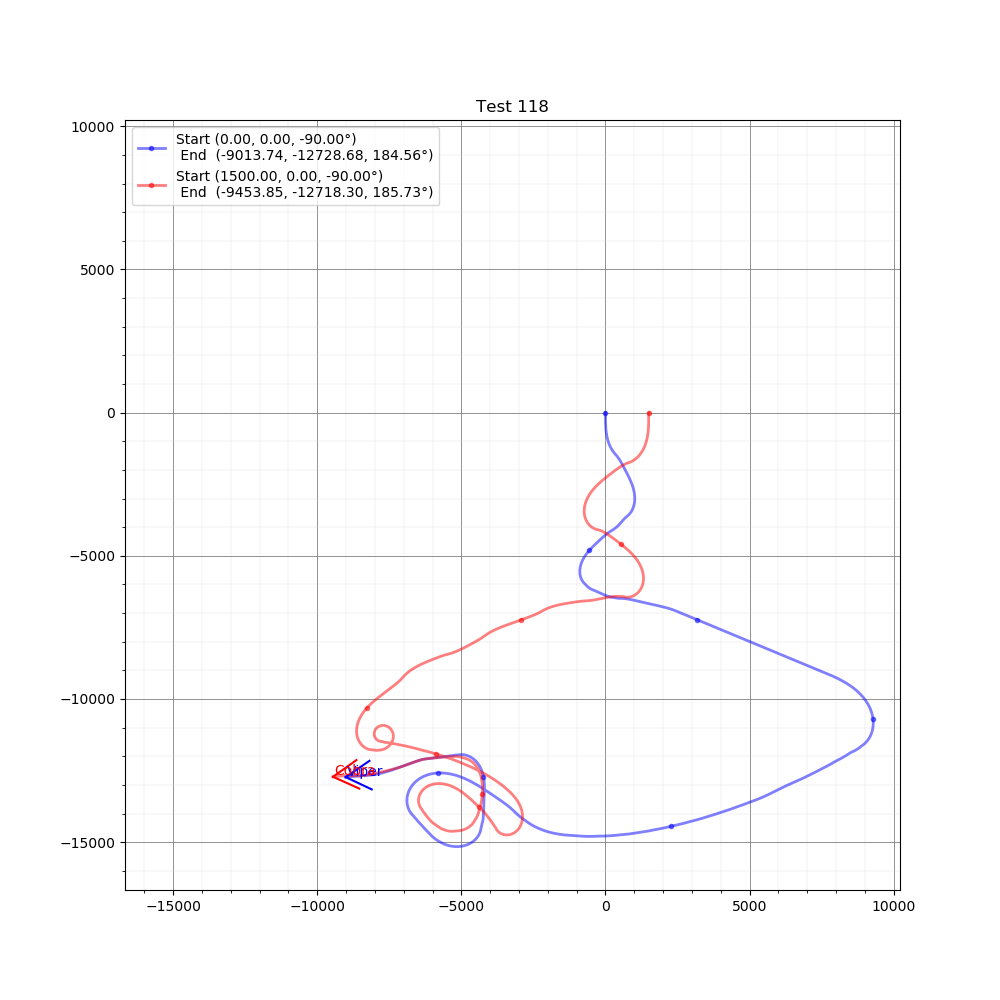 Test 118
Start (0.00, 0.00, -90.00°)
End (-9013.74, -12728.68, 184.56°)
Start (1500.00, 0.00, -90.00°)
End (-9453.85, -12718.30, 185.73°)
10000
5000
0
−5000
−10000
−15000
−15000
−10000
−5000
0
5000
10000